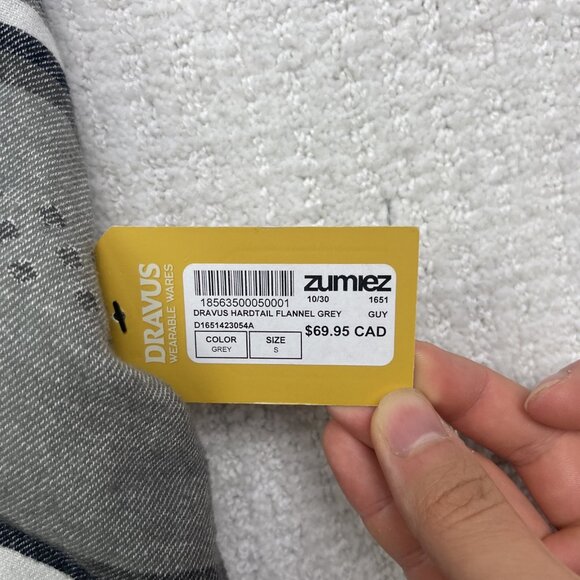 DRAVUS
WEARABLE WARES
zumiez
18563500050001 10/30 1651
DRAVUS HARDTAIL FLANNEL GREY GUY
D1651423054A
COLOR SIZE $69.95 CAD
GREY S